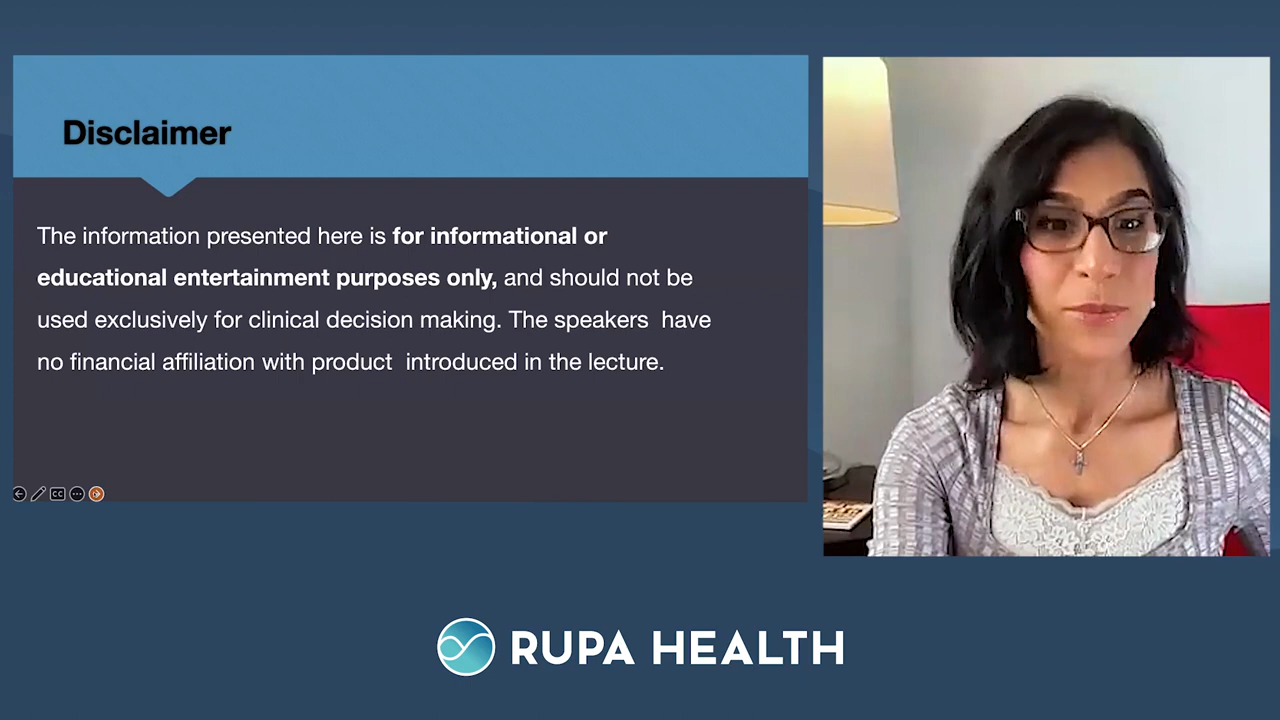 Disclaimer
The information presented here is for informational or
educational entertainment purposes only, and should not be
used exclusively for clinical decision making. The speakers  have
no financial affiliation with product  introduced in the lecture.
CC
RUPA HEALTH